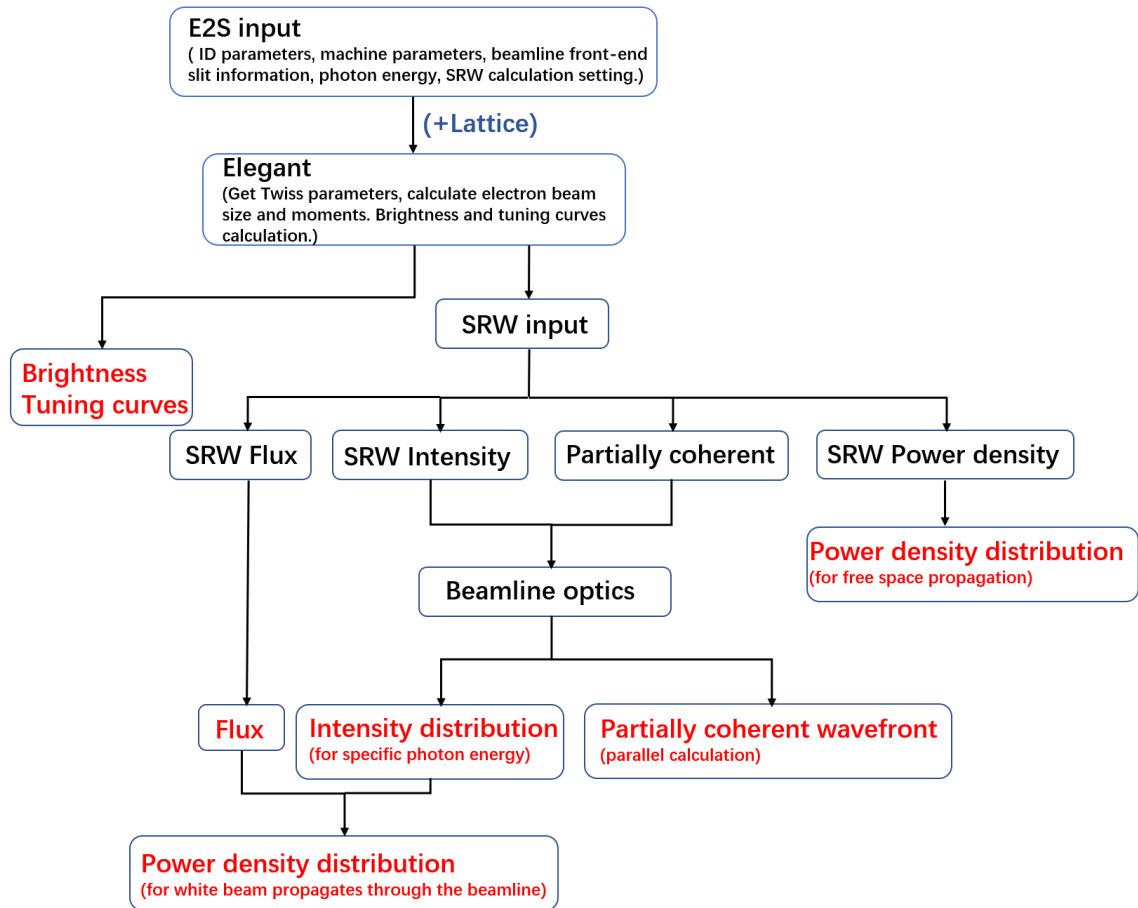 E2S input
( ID parameters, machine parameters, beamline front-end
slit information, photon energy, SRW calculation setting.)
(+Lattice)
Elegant
(Get Twiss parameters, calculate electron beam
size and moments. Brightness and tuning curves
calculation.)
SRW input
Brightness
Tuning curves
SRW Flux
SRW Intensity
Partially coherent
SRW Power density
Power density distribution
(for free space propagation)
Beamline optics
Flux
Intensity distribution
(for specific photon energy)
Partially coherent wavefront
(parallel calculation)
Power density distribution
(for white beam propagates through the beamline)